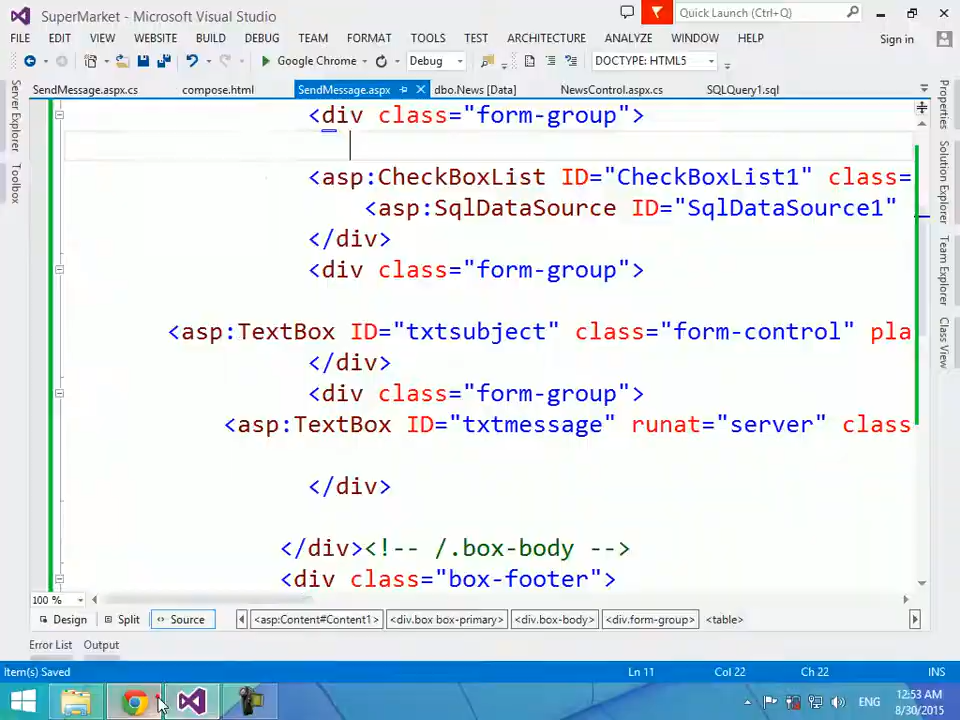 SuperMarket - Microsoft Visual Studio
Quick Launch (Ctrl+Q)
FILE EDIT VIEW WEBSITE BUILD DEBUG TEAM FORMAT TOOLS TEST ARCHITECTURE ANALYZE WINDOW HELP
Sign in
Google Chrome Debug DOCTYPE: HTML5
SendMessage.aspx.cs compose.html SendMessage.aspx dbo.News [Data] NewsControl.aspx.cs SQLQuery1.sql
Server Explorer
Toolbox
<div class="form-group">
<asp:CheckBoxList ID="CheckBoxList1" class=
<asp:SqlDataSource ID="SqlDataSource1"
</div>
<div class="form-group">
<asp:TextBox ID="txtsubject" class="form-control" pla
</div>
<div class="form-group">
<asp:TextBox ID="txtmessage" runat="server" class
</div>
</div><!-- /.box-body -->
<div class="box-footer">
Properties
Solution Explorer
Team Explorer
Class View
100 %
Design Split Source <asp:Content#Content1> <div.box box-primary> <div.box-body> <div.form-group> <table>
Error List Output
Item(s) Saved Ln 11 Col 22 Ch 22 INS
ENG
12:53 AM
8/30/2015